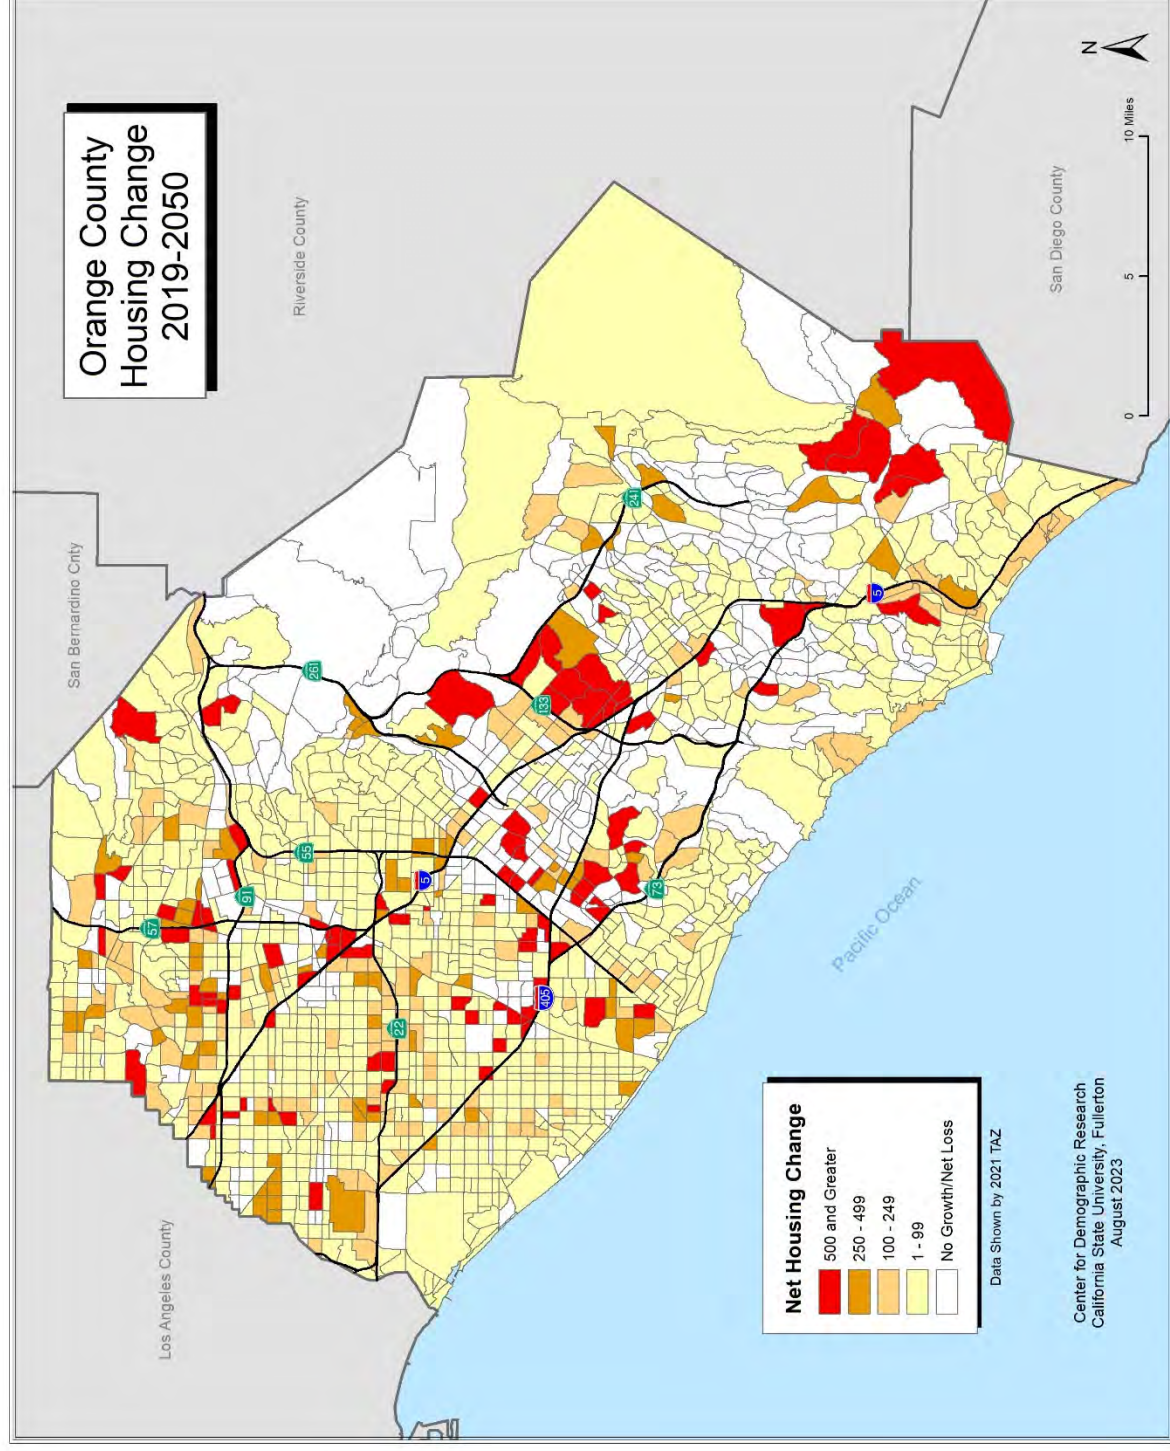 Orange County
Housing Change
2019-2050
San Bernardino Cnty
Riverside County
Los Angeles County
San Diego County
Pacific Ocean
N
57
91
55
261
241
133
5
22
405
73
5
0
5
10 Miles
Net Housing Change
500 and Greater
250 - 499
100 - 249
1 - 99
No Growth/Net Loss
Data Shown by 2021 TAZ
Center for Demographic Research
California State University, Fullerton
August 2023